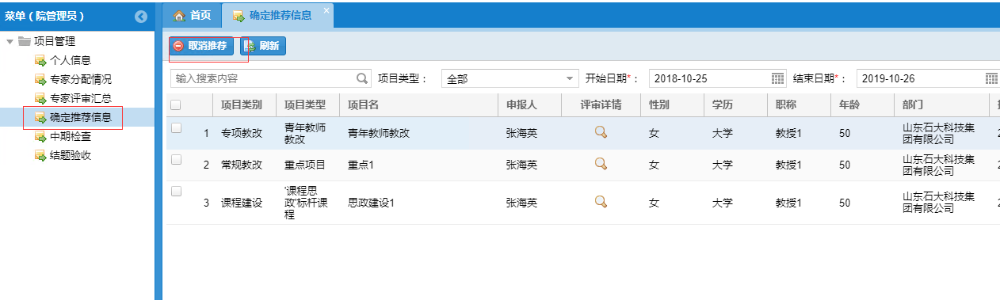 菜单（院管理员）
首页
确定推荐信息
项目管理
个人信息
专家分配情况
专家评审汇总
确定推荐信息
中期检查
结题验收
取消推荐 刷新
输入搜索内容 项目类型： 全部 开始日期*： 2018-10-25 结束日期*： 2019-10-26
项目类别 项目类型 项目名 申报人 评审详情 性别 学历 职称 年龄 部门
1 专项教改 青年教师 青年教师教改 张海英 女 大学 教授1 50 山东石大科技集
教改 团有限公司
2 常规教改 重点项目 重点1 张海英 女 大学 教授1 50 山东石大科技集
团有限公司
3 课程建设 '课程思 思政建设1 张海英 女 大学 教授1 50 山东石大科技集
政'标杆课 团有限公司
程